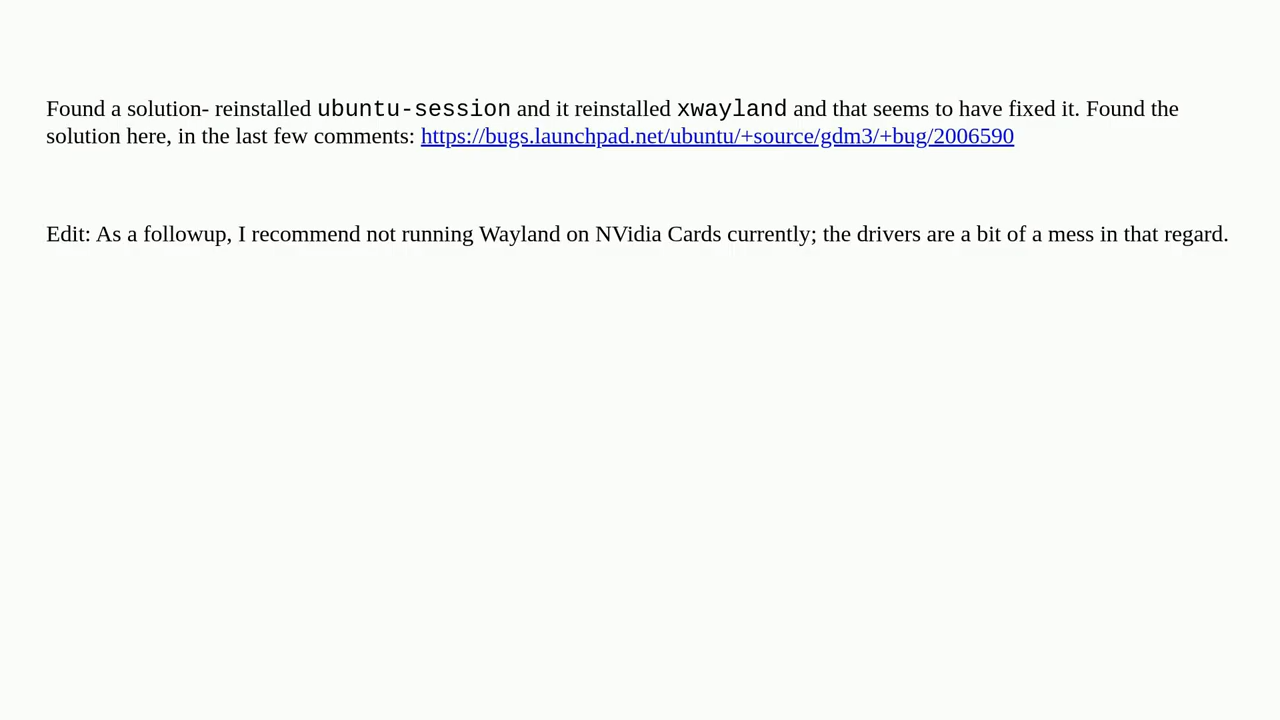 Found a solution- reinstalled ubuntu-session and it reinstalled xwayland and that seems to have fixed it. Found the
solution here, in the last few comments: https://bugs.launchpad.net/ubuntu/+source/gdm3/+bug/2006590
Edit: As a followup, I recommend not running Wayland on NVidia Cards currently; the drivers are a bit of a mess in that regard.